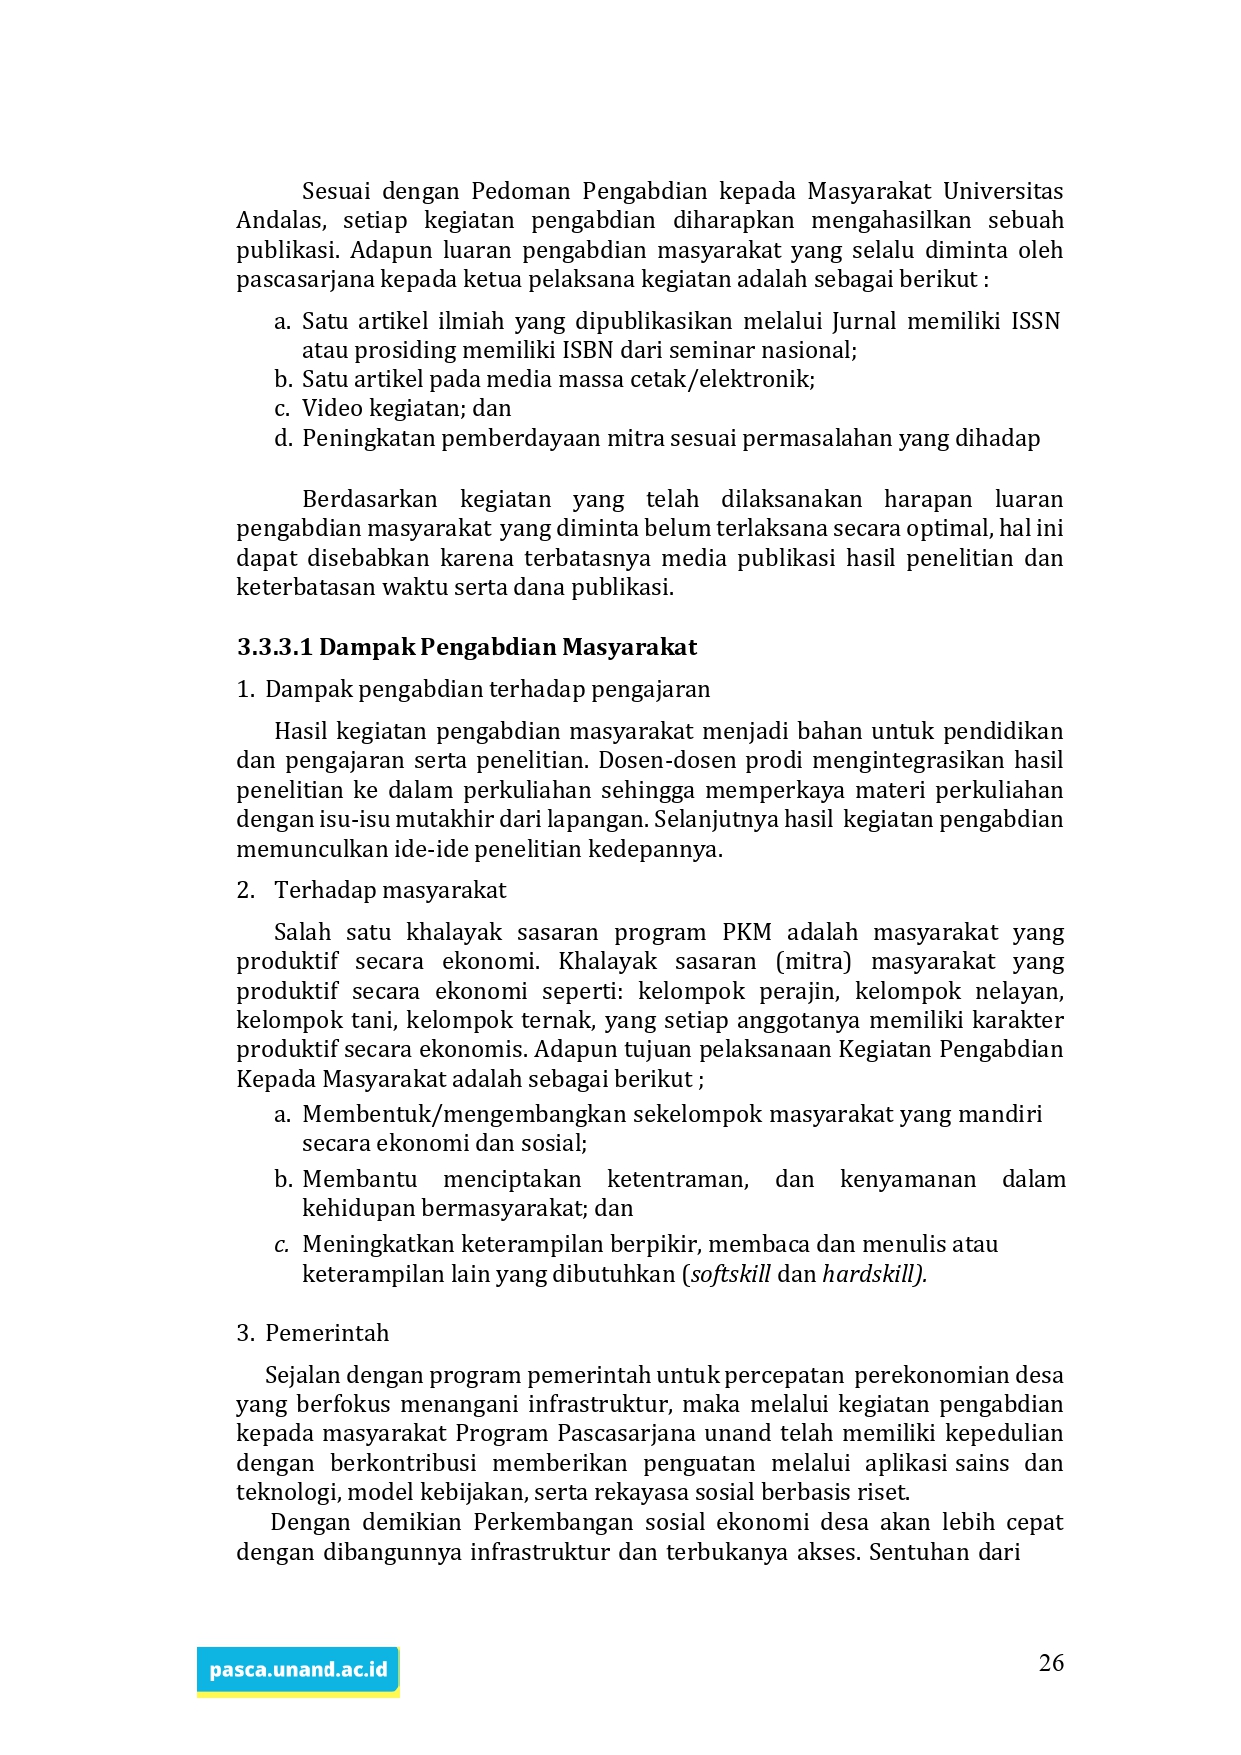 Sesuai dengan Pedoman Pengabdian kepada Masyarakat Universitas
Andalas, setiap kegiatan pengabdian diharapkan mengahasilkan sebuah
publikasi. Adapun luaran pengabdian masyarakat yang selalu diminta oleh
pascasarjana kepada ketua pelaksana kegiatan adalah sebagai berikut :
a. Satu artikel ilmiah yang dipublikasikan melalui Jurnal memiliki ISSN
atau prosiding memiliki ISBN dari seminar nasional;
b. Satu artikel pada media massa cetak/elektronik;
c. Video kegiatan; dan
d. Peningkatan pemberdayaan mitra sesuai permasalahan yang dihadap
Berdasarkan kegiatan yang telah dilaksanakan harapan luaran
pengabdian masyarakat yang diminta belum terlaksana secara optimal, hal ini
dapat disebabkan karena terbatasnya media publikasi hasil penelitian dan
keterbatasan waktu serta dana publikasi.
3.3.3.1 Dampak Pengabdian Masyarakat
1. Dampak pengabdian terhadap pengajaran
Hasil kegiatan pengabdian masyarakat menjadi bahan untuk pendidikan
dan pengajaran serta penelitian. Dosen-dosen prodi mengintegrasikan hasil
penelitian ke dalam perkuliahan sehingga memperkaya materi perkuliahan
dengan isu-isu mutakhir dari lapangan. Selanjutnya hasil kegiatan pengabdian
memunculkan ide-ide penelitian kedepannya.
2. Terhadap masyarakat
Salah satu khalayak sasaran program PKM adalah masyarakat yang
produktif secara ekonomi. Khalayak sasaran (mitra) masyarakat yang
produktif secara ekonomi seperti: kelompok perajin, kelompok nelayan,
kelompok tani, kelompok ternak, yang setiap anggotanya memiliki karakter
produktif secara ekonomis. Adapun tujuan pelaksanaan Kegiatan Pengabdian
Kepada Masyarakat adalah sebagai berikut ;
a. Membentuk/mengembangkan sekelompok masyarakat yang mandiri
secara ekonomi dan sosial;
b. Membantu menciptakan ketentraman, dan kenyamanan dalam
kehidupan bermasyarakat; dan
c. Meningkatkan keterampilan berpikir, membaca dan menulis atau
keterampilan lain yang dibutuhkan (softskill dan hardskill).
3. Pemerintah
Sejalan dengan program pemerintah untuk percepatan perekonomian desa
yang berfokus menangani infrastruktur, maka melalui kegiatan pengabdian
kepada masyarakat Program Pascasarjana unand telah memiliki kepedulian
dengan berkontribusi memberikan penguatan melalui aplikasi sains dan
teknologi, model kebijakan, serta rekayasa sosial berbasis riset.
Dengan demikian Perkembangan sosial ekonomi desa akan lebih cepat
dengan dibangunnya infrastruktur dan terbukanya akses. Sentuhan dari
pasca.unand.ac.id
26